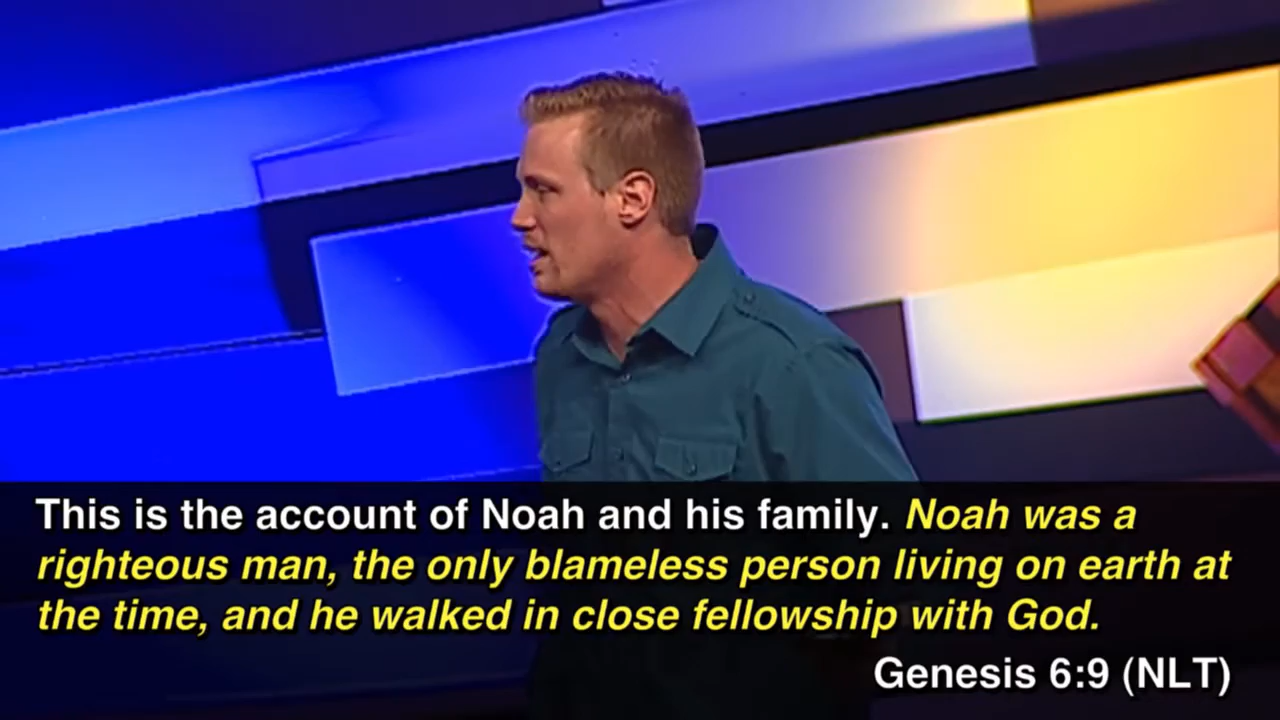 This is the account of Noah and his family. Noah was a
righteous man, the only blameless person living on earth at
the time, and he walked in close fellowship with God.
Genesis 6:9 (NLT)